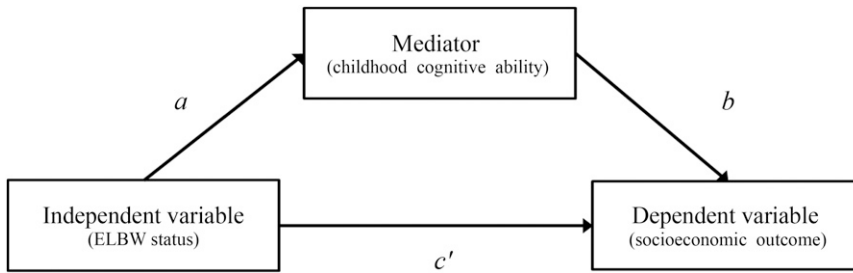 Mediator
(childhood cognitive ability)
a
b
Independent variable
(ELBW status)
Dependent variable
(socioeconomic outcome)
c'